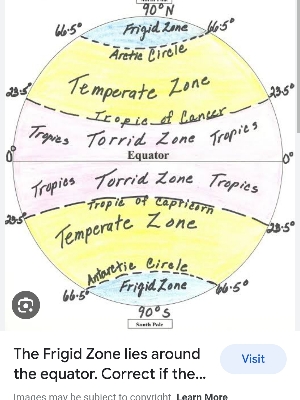 North Pole
90°N
66.5° Frigid Zone 66.5°
Arctic Circle
23.5° Temperate Zone 23.5°
Tropic of Cancer
Tropics Torrid Zone Tropics
0° Equator 0°
Tropics Torrid Zone Tropics
Tropic of Capricorn
23.5° Temperate Zone 23.5°
Antarctic Circle
66.5° Frigid Zone 66.5°
90°S
South Pole
The Frigid Zone lies around
the equator. Correct if the...
Visit
Images may be subject to copyright Learn More